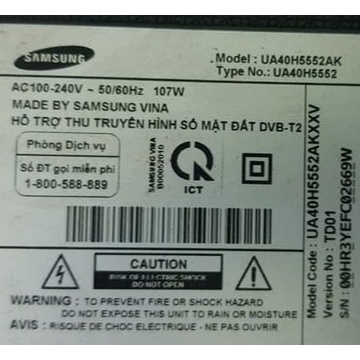 SAMSUNG
Model : UA40H5552AK
Type No.: UA40H5552
AC100-240V ~ 50/60Hz 107W
MADE BY SAMSUNG VINA
HỖ TRỢ THU TRUYỀN HÌNH SỐ MẶT ĐẤT DVB-T2
Phòng Dịch vụ
Số ĐT gọi miễn phí
1-800-588-889
SAMSUNG VINA
B00052010
ICT
CAUTION
RISK OF ELECTRIC SHOCK
DO NOT OPEN
WARNING : TO PREVENT FIRE OR SHOCK HAZARD
DO NOT EXPOSE THIS UNIT TO RAIN OR MOISTURE
AVIS : RISQUE DE CHOC ELECTRIQUE - NE PAS OUVRIR
MODEL CODE : UA40H5552AKXXV
Version NO : TD01
S/N : 00HR3YEFC02669W